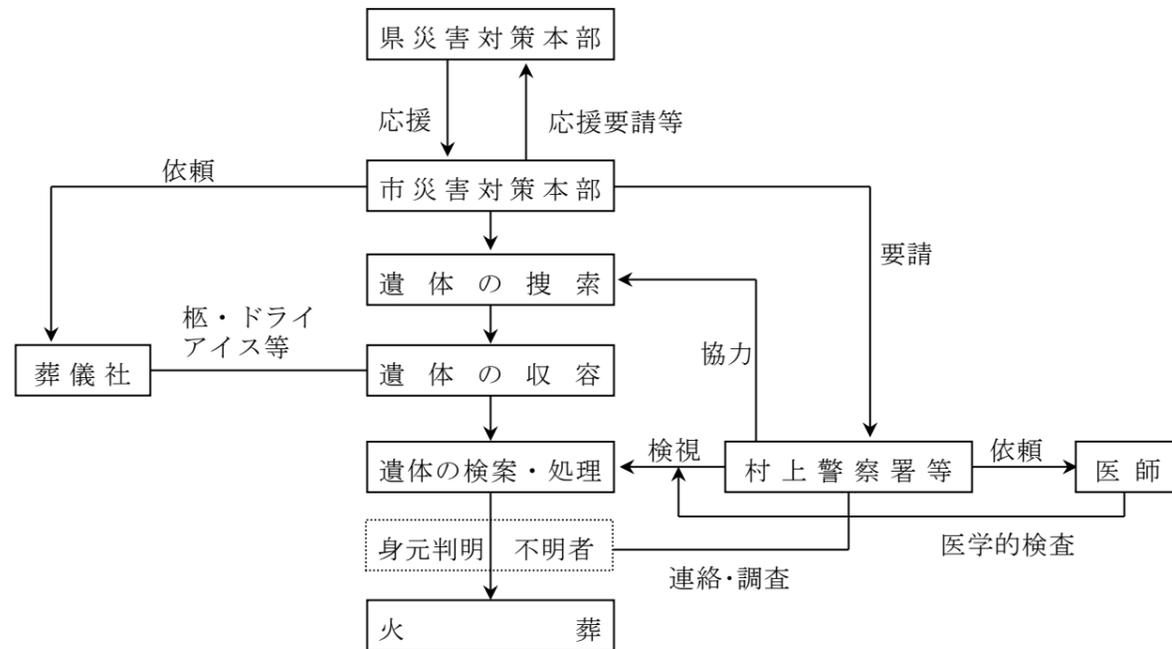 県災害対策本部
応援
応援要請等
依頼
市災害対策本部
要請
遺体の捜索
柩・ドライ
アイス等
協力
葬儀社
遺体の収容
遺体の検案・処理
検視
村上警察署等
依頼
医師
身元判明 不明者
医学的検査
連絡・調査
火葬